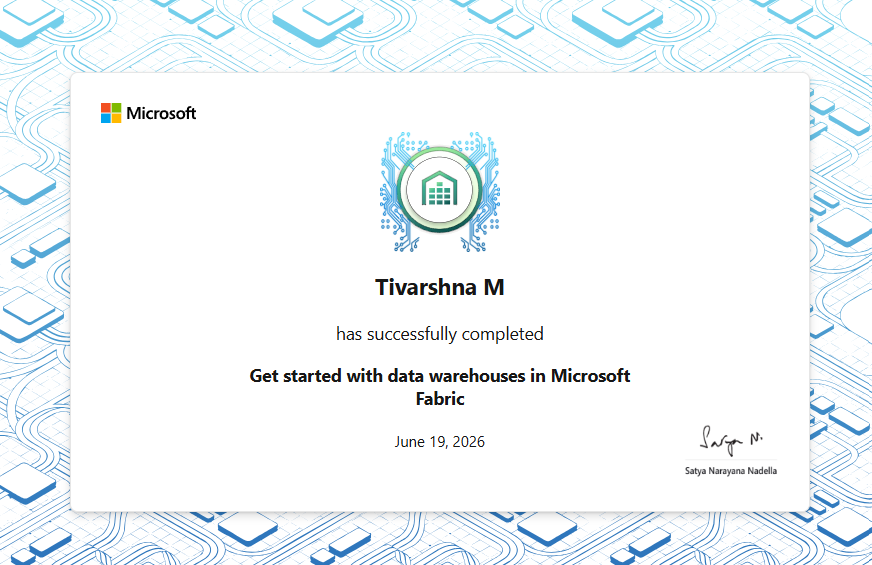 Microsoft
Tivarshna M
has successfully completed
Get started with data warehouses in Microsoft
Fabric
June 19, 2026
Satya N.
Satya Narayana Nadella